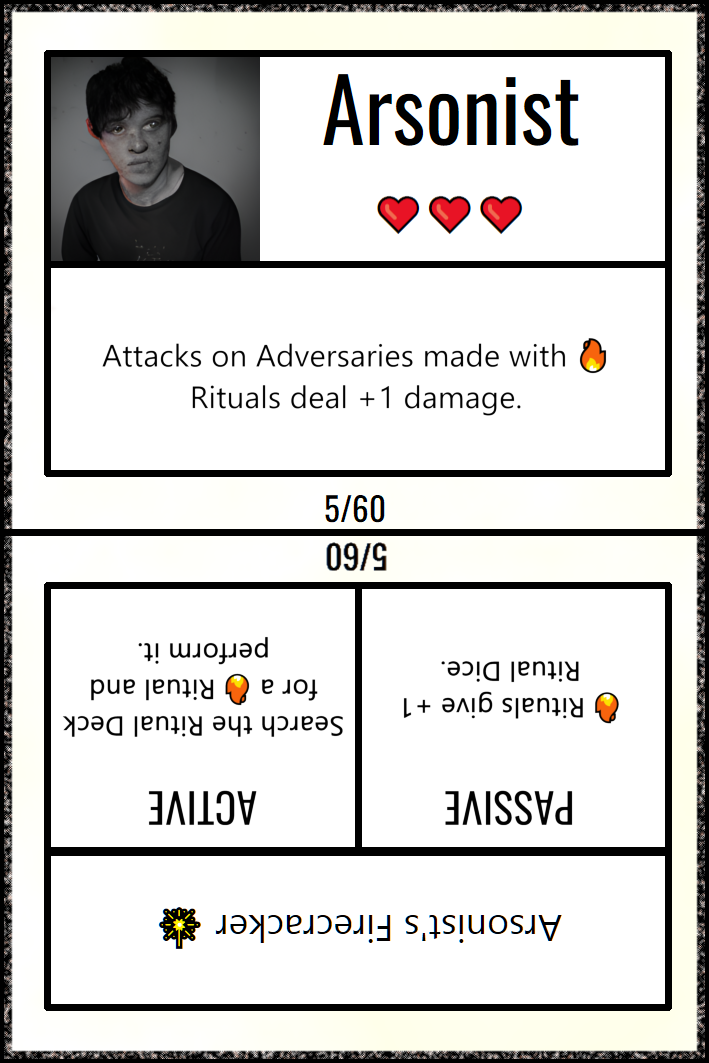 Arsonist
❤️❤️❤️
Attacks on Adversaries made with 🔥
Rituals deal +1 damage.
5/60
5/60
Arsonist's Firecracker 🎇
PASSIVE
🔥 Rituals give +1
Ritual Dice.
ACTIVE
Search the Ritual Deck
for a 🔥 Ritual and
perform it.